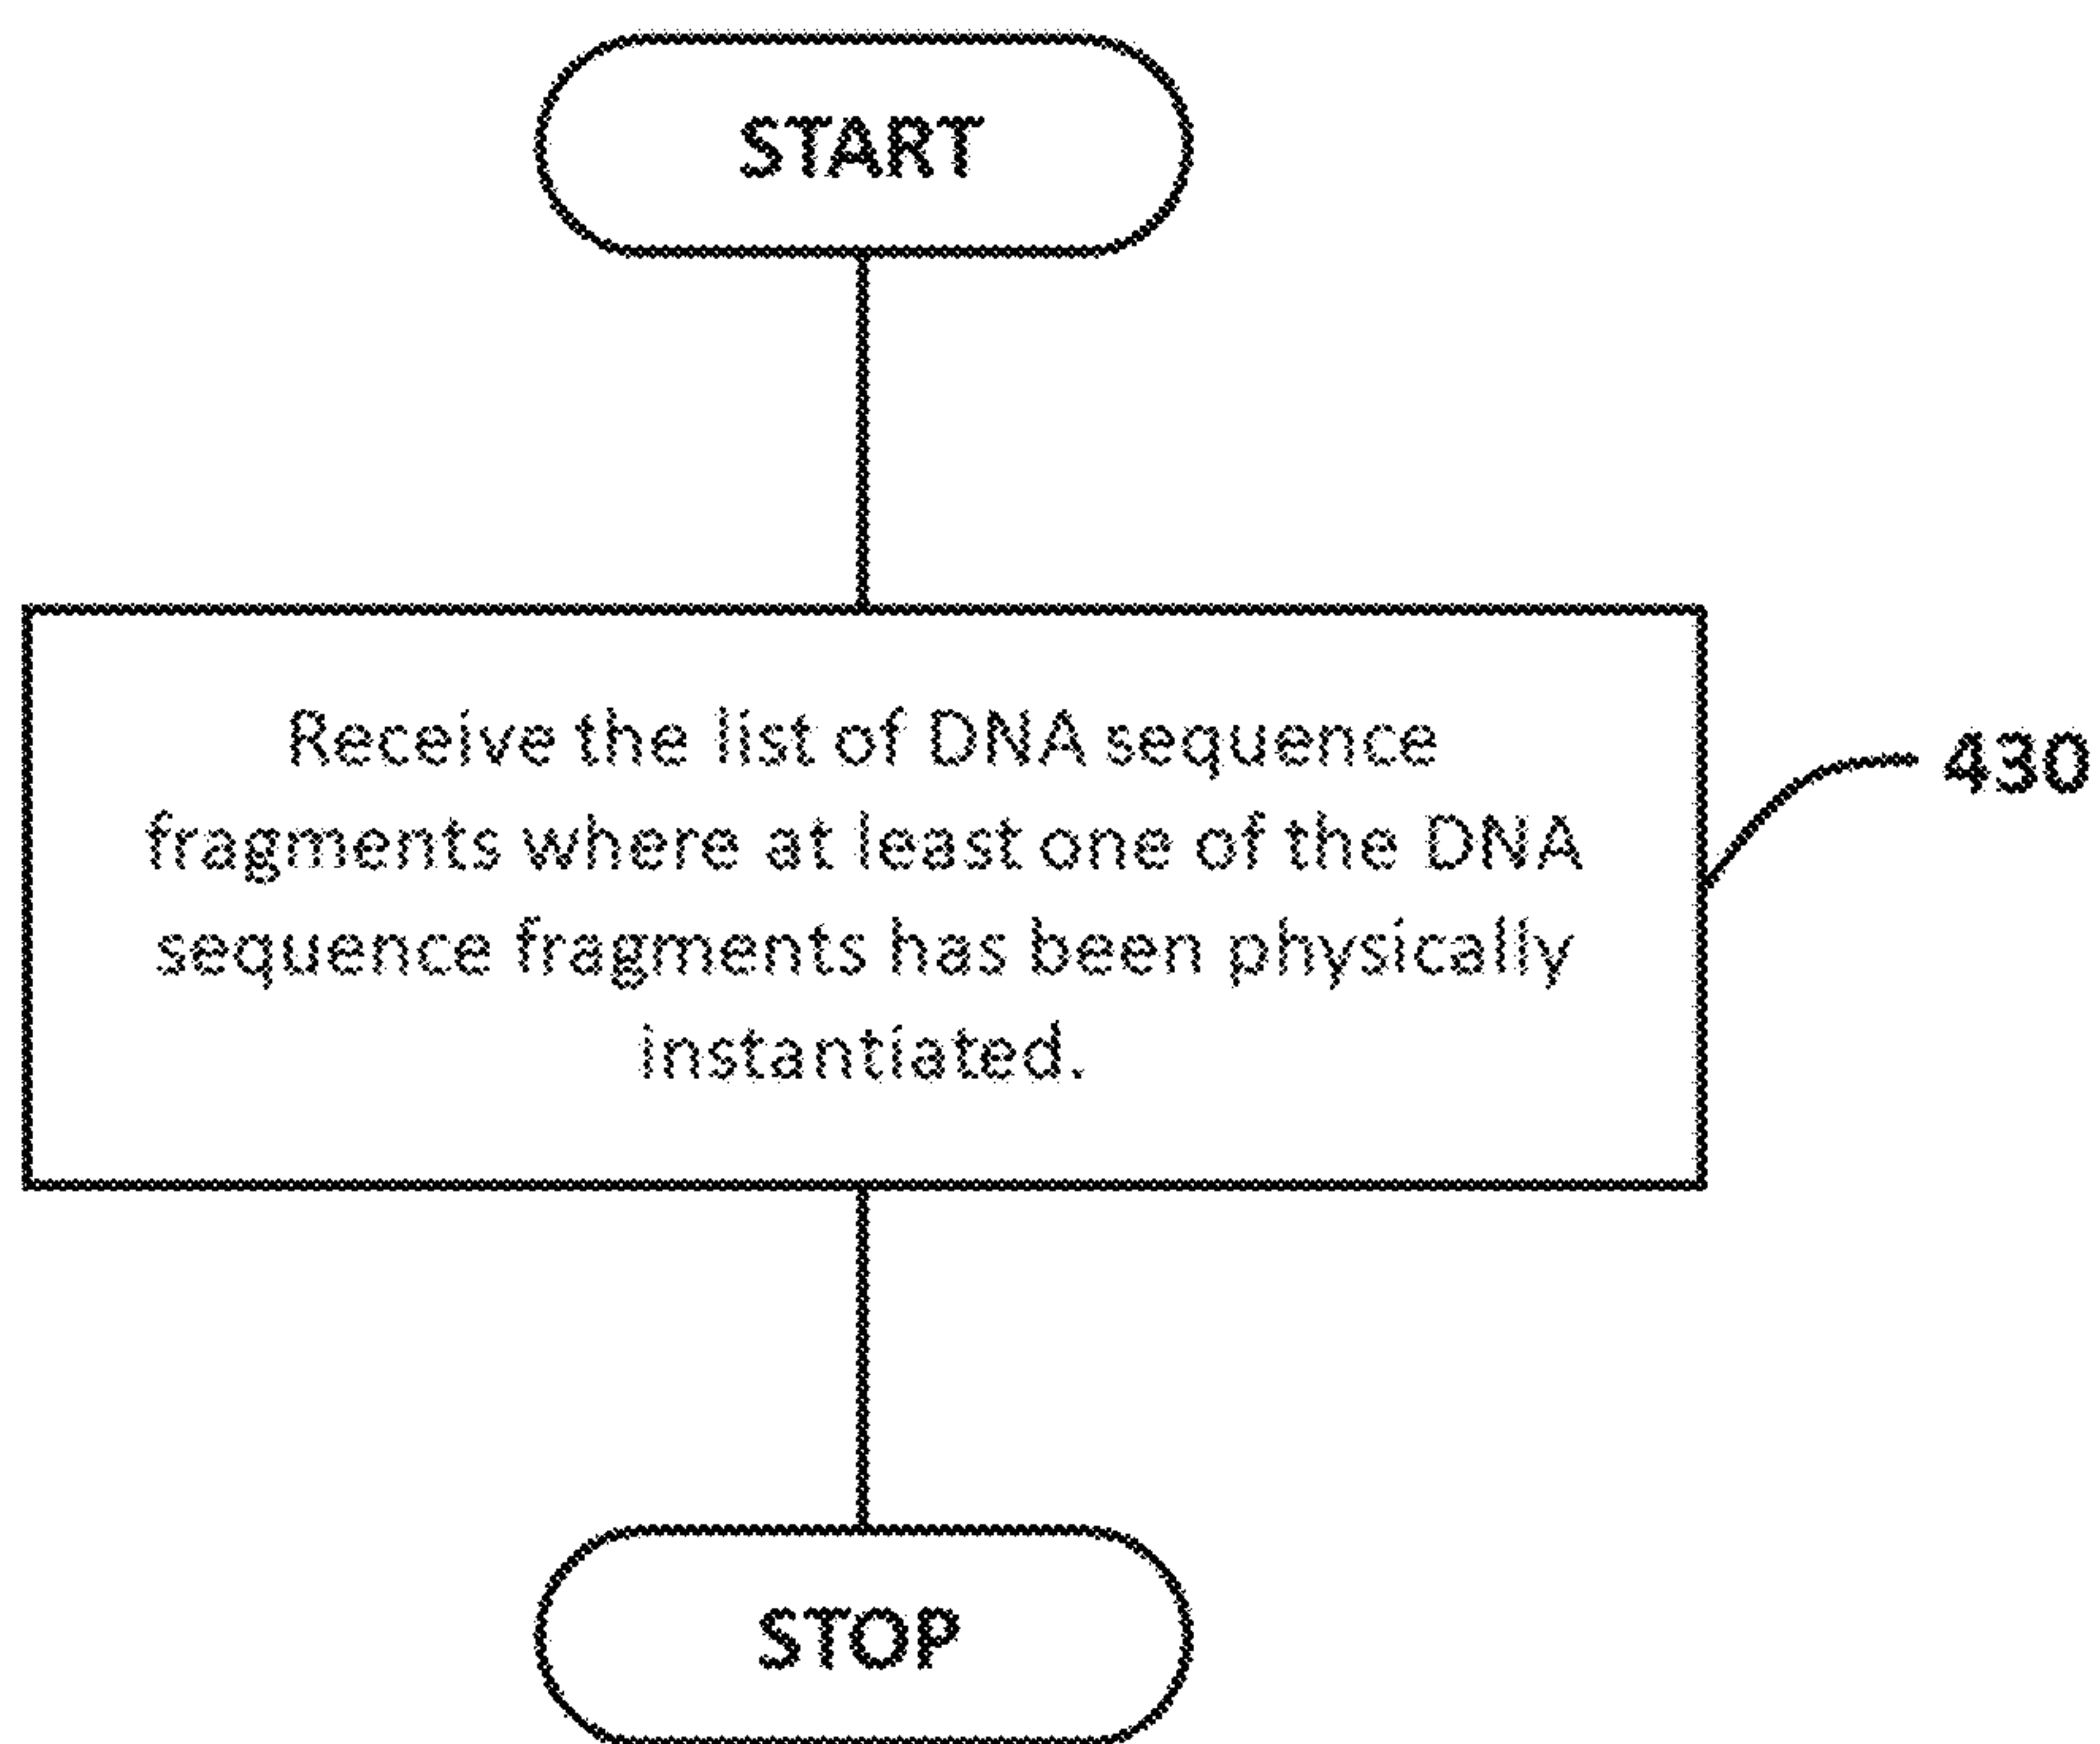 START
Receive the list of DNA sequence
fragments where at least one of the DNA
sequence fragments has been physically
instantiated.
430
STOP